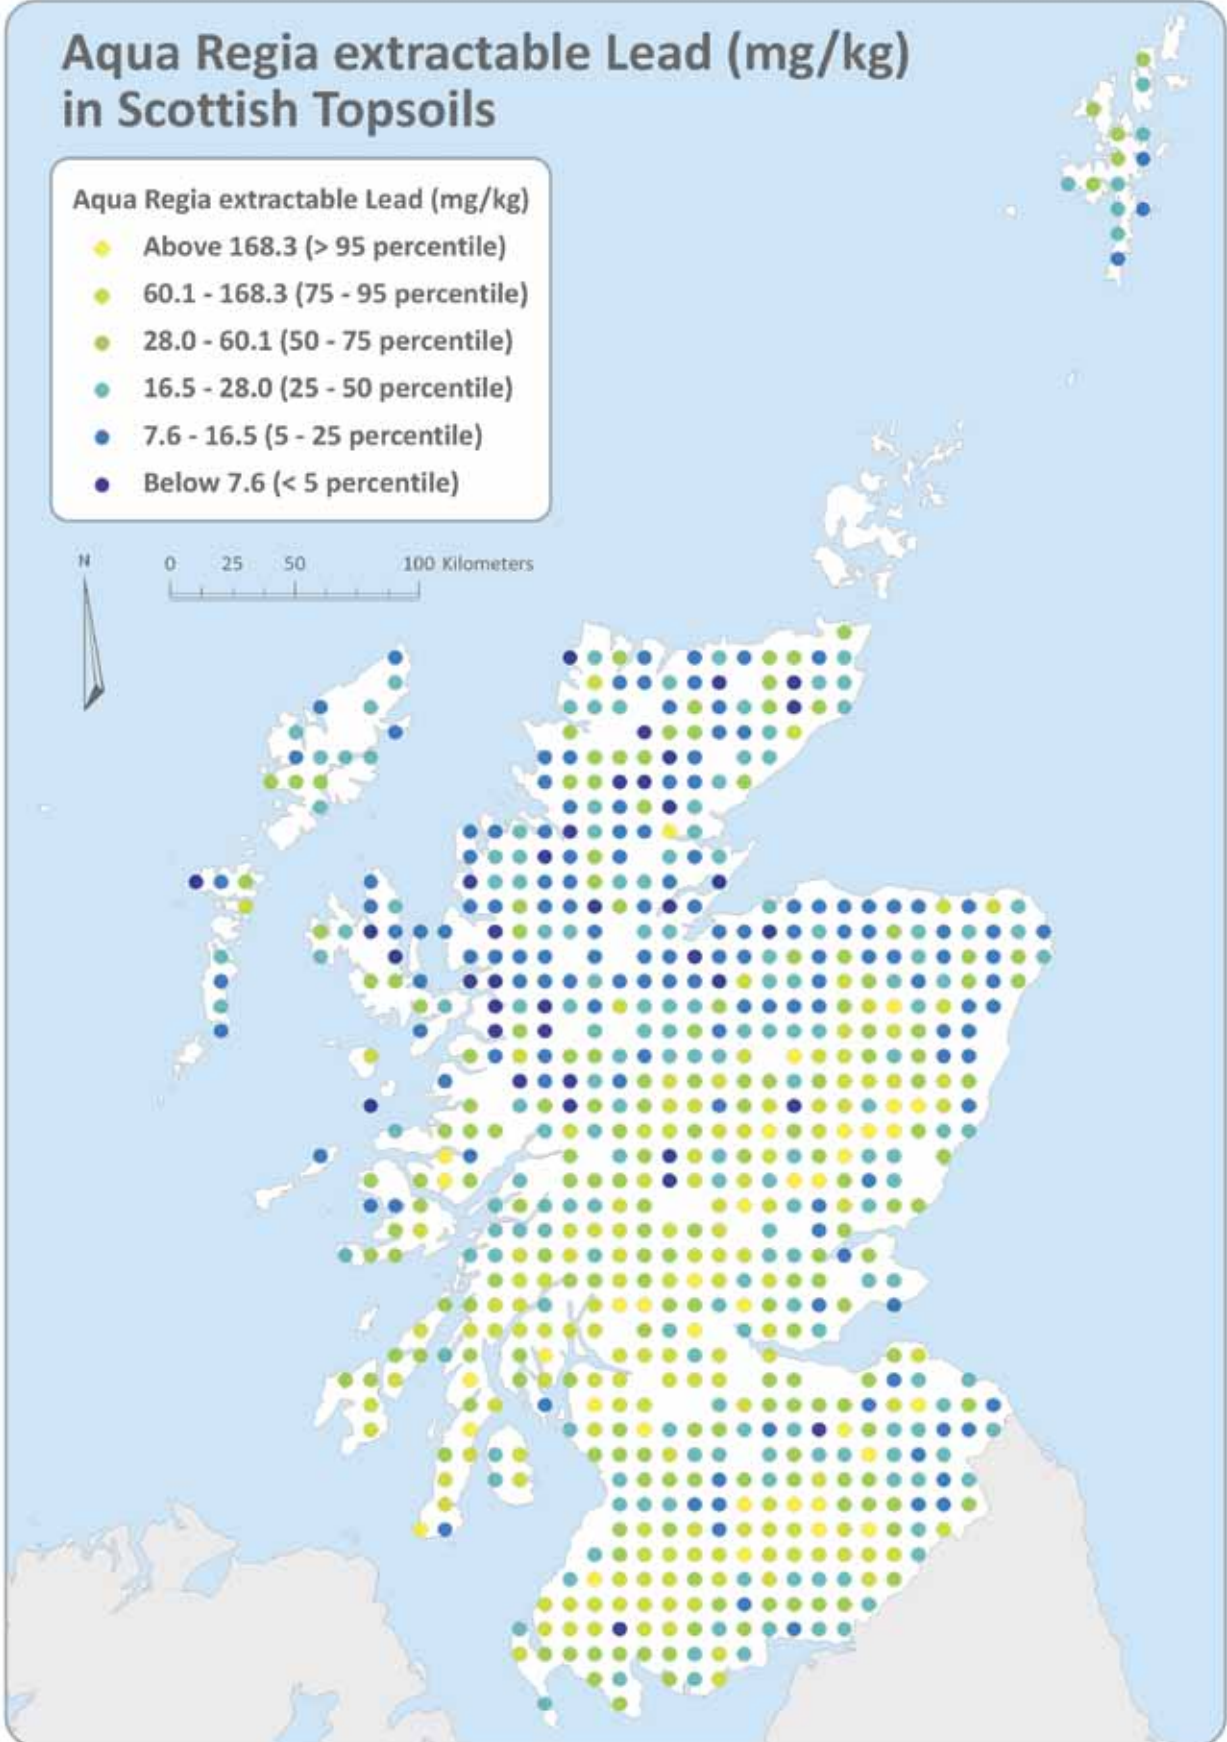 Aqua Regia extractable Lead (mg/kg)
in Scottish Topsoils
Aqua Regia extractable Lead (mg/kg)
Above 168.3 (> 95 percentile)
60.1 - 168.3 (75 - 95 percentile)
28.0 - 60.1 (50 - 75 percentile)
16.5 - 28.0 (25 - 50 percentile)
7.6 - 16.5 (5 - 25 percentile)
Below 7.6 (< 5 percentile)
N
0 25 50 100 Kilometers